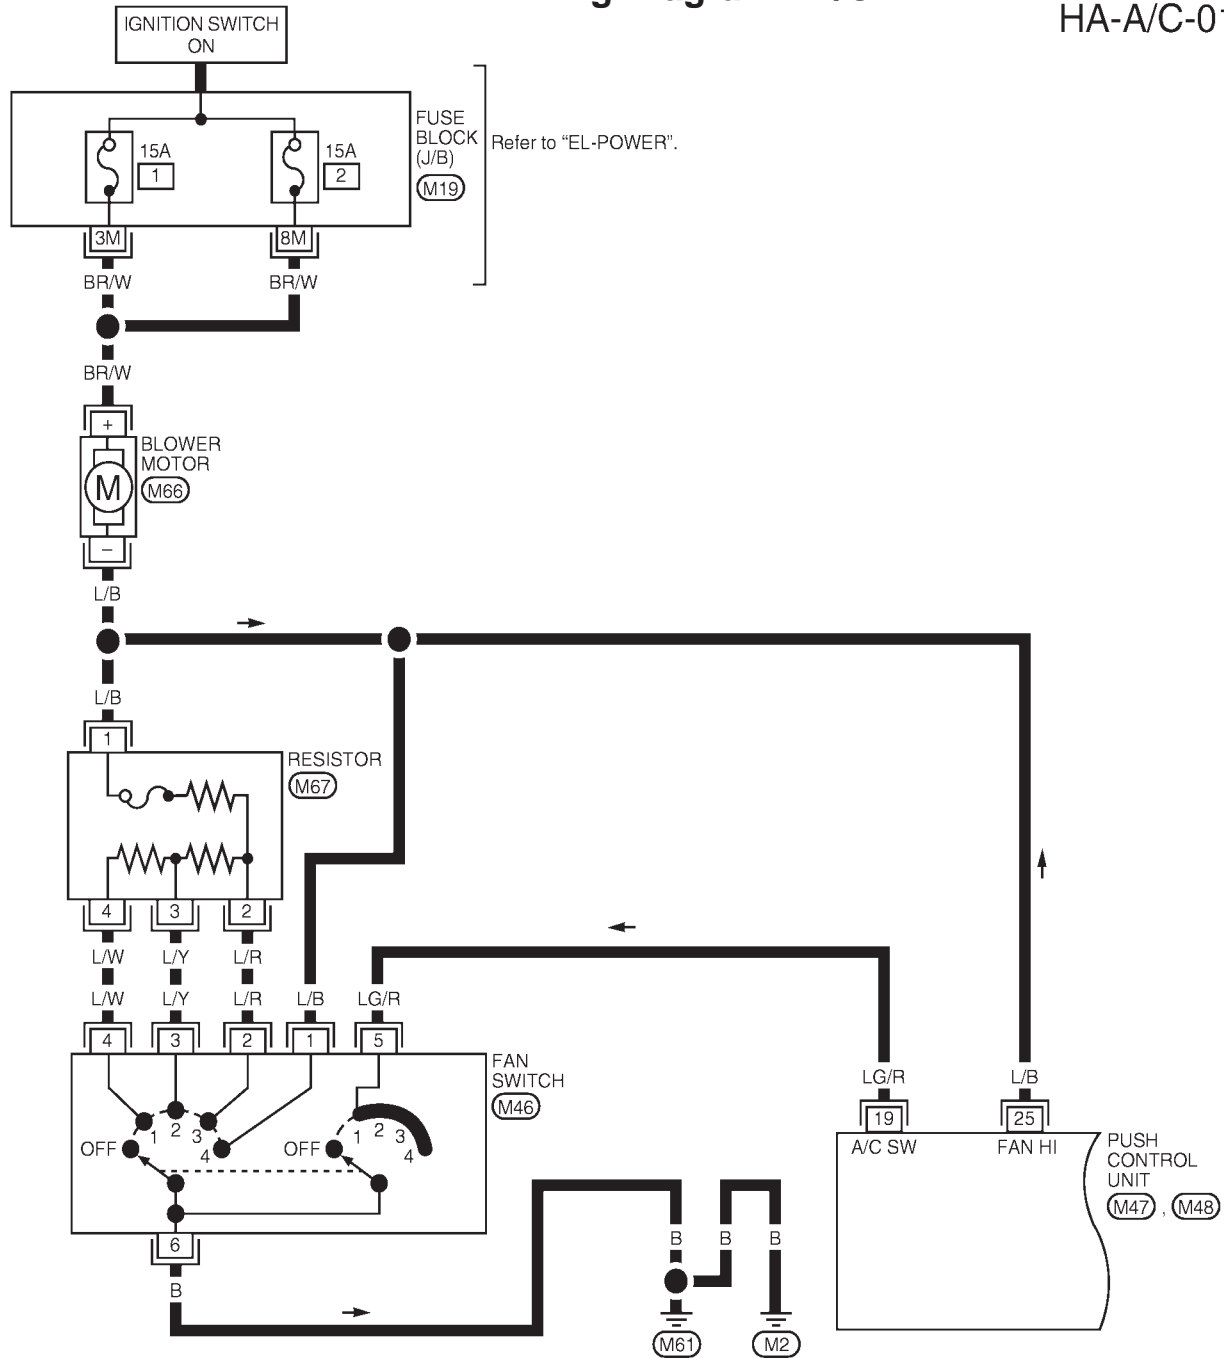 HA-A/C-01
IGNITION SWITCH
ON
FUSE
BLOCK
(J/B)
M19
Refer to “EL-POWER”.
15A
1
15A
2
3M
8M
BR/W
BR/W
BR/W
+
BLOWER
MOTOR
M66
M
–
L/B
L/B
1
RESISTOR
M67
4
3
2
L/W
L/Y
L/R
L/W
L/Y
L/R
L/B
LG/R
4
3
2
1
5
FAN
SWITCH
M46
OFF
1
2
3
4
OFF
1
2
3
4
6
B
B
B
B
M61
M2
LG/R
L/B
19
25
A/C SW
FAN HI
PUSH
CONTROL
UNIT
M47 , M48